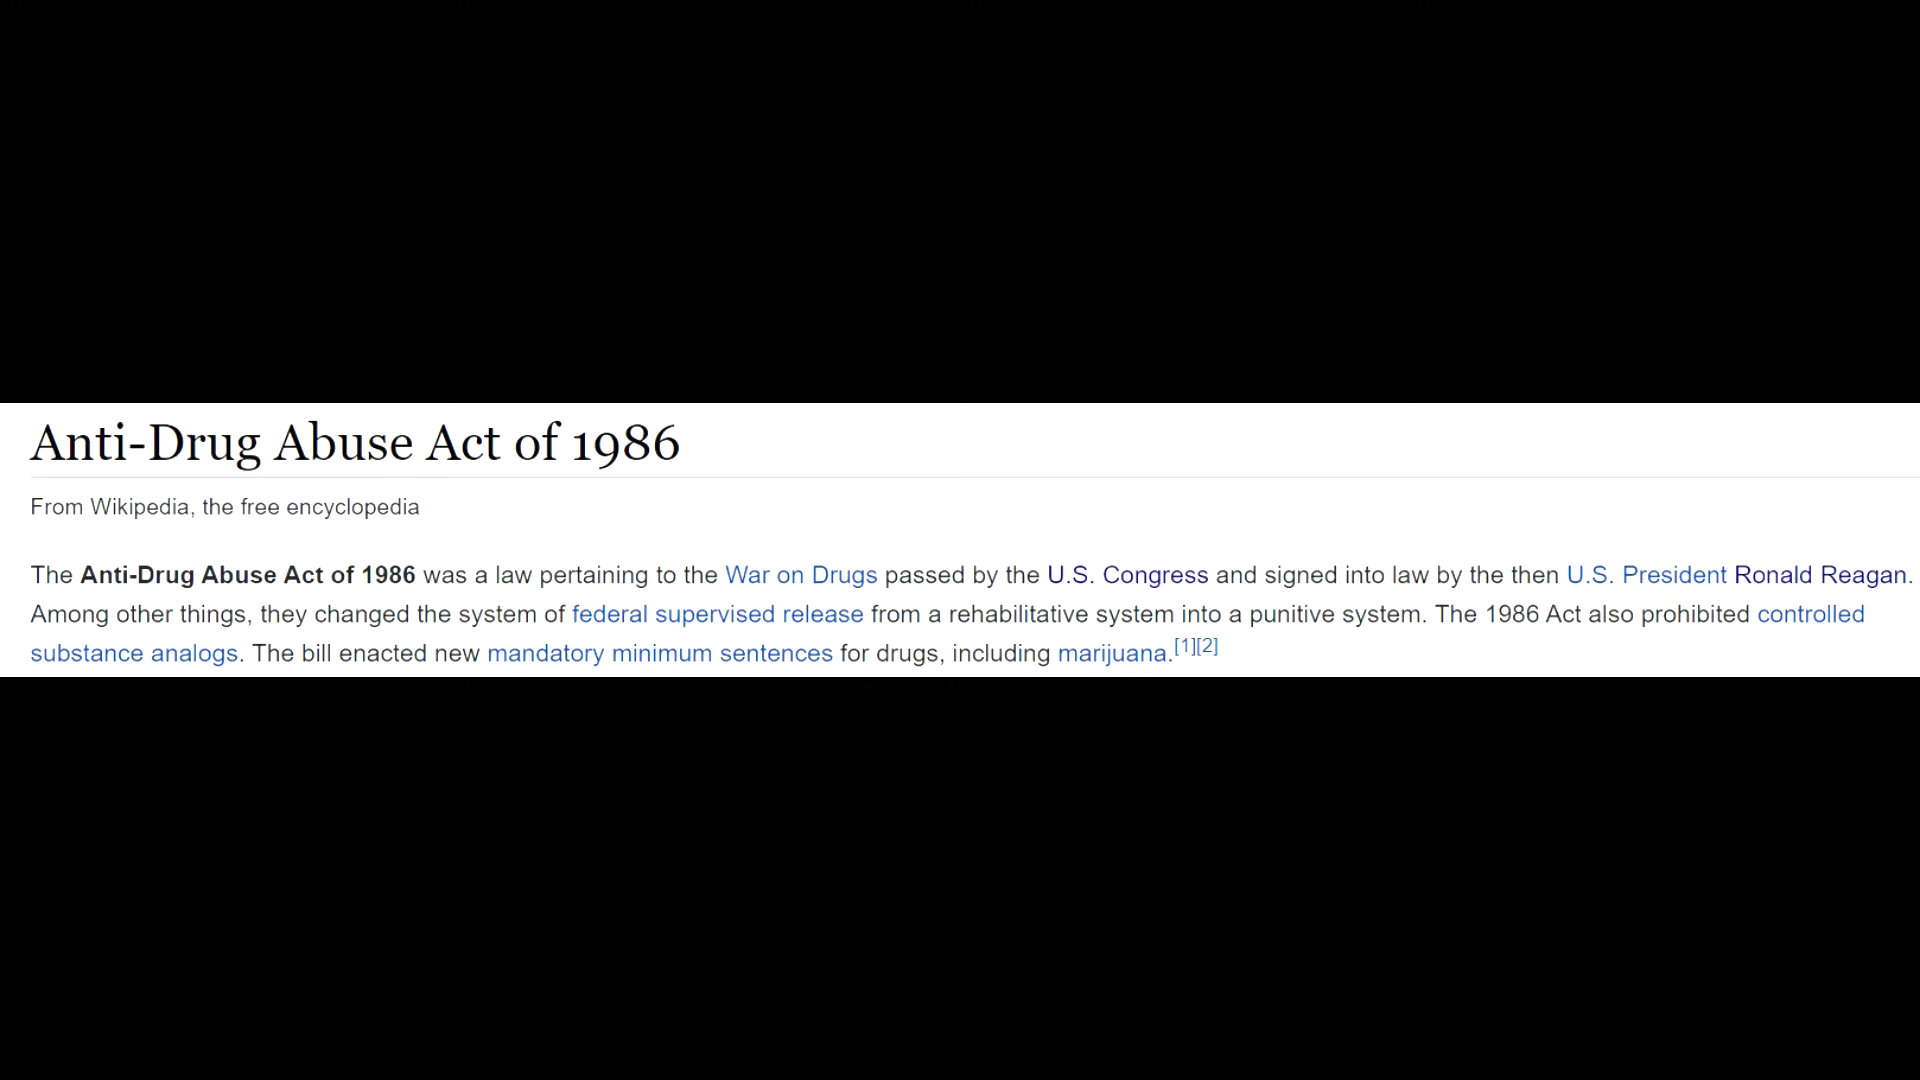 Anti-Drug Abuse Act of 1986
From Wikipedia, the free encyclopedia
The Anti-Drug Abuse Act of 1986 was a law pertaining to the War on Drugs passed by the U.S. Congress and signed into law by the then U.S. President Ronald Reagan.
Among other things, they changed the system of federal supervised release from a rehabilitative system into a punitive system. The 1986 Act also prohibited controlled
substance analogs. The bill enacted new mandatory minimum sentences for drugs, including marijuana.[1][2]